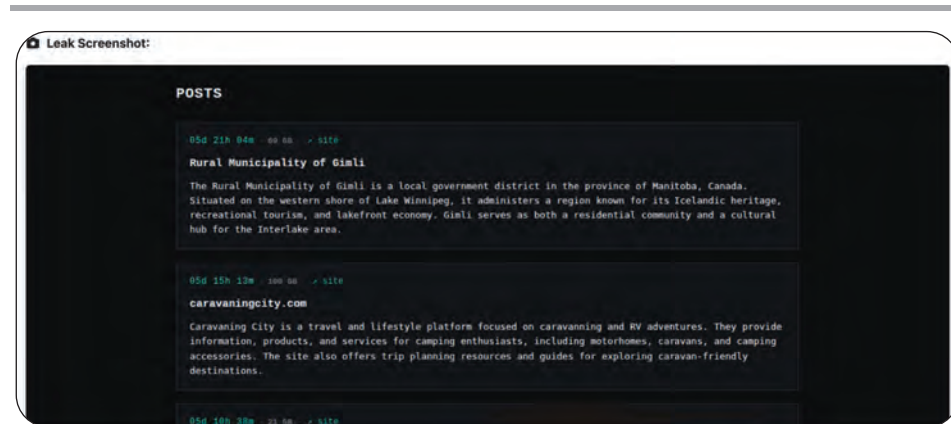 Leak Screenshot:
POSTS
05d 21h 04m · 60 GB ↗ site
Rural Municipality of Gimli
The Rural Municipality of Gimli is a local government district in the province of Manitoba, Canada.
Situated on the western shore of Lake Winnipeg, it administers a region known for its Icelandic heritage,
recreational tourism, and lakefront economy. Gimli serves as both a residential community and a cultural
hub for the Interlake area.
05d 15h 13m · 100 GB ↗ site
caravaningcity.com
Caravaning City is a travel and lifestyle platform focused on caravanning and RV adventures. They provide
information, products, and services for camping enthusiasts, including motorhomes, caravans, and camping
accessories. The site also offers trip planning resources and guides for exploring caravan-friendly
destinations.
05d 10h 38m ↗ site